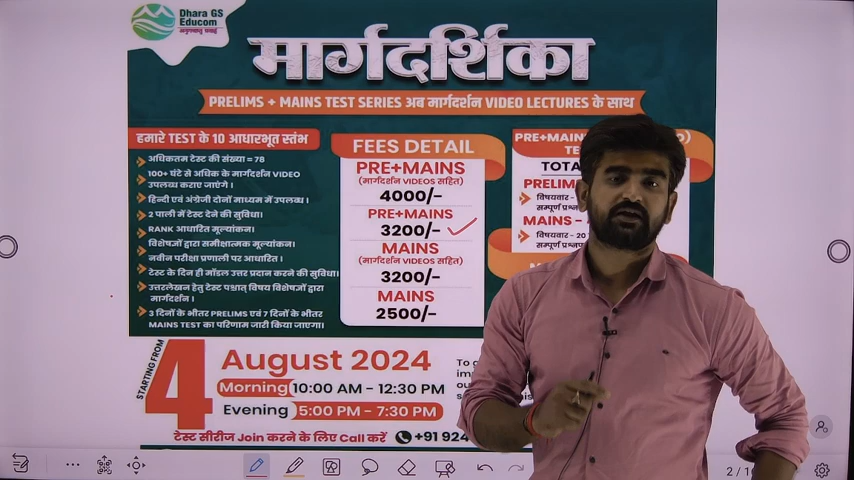 Dhara GS
Educom
मार्गदर्शिका
PRELIMS + MAINS TEST SERIES अब मार्गदर्शन VIDEO LECTURES के साथ
हमारे TEST के 10 आधारभूत स्तंभ
अधिकतम टेस्ट की संख्या = 78
100+ घंटे से अधिक के मार्गदर्शन VIDEO
उपलब्ध कराए जाएंगे ।
हिन्दी एवं अंग्रेजी दोनों माध्यम में उपलब्ध ।
2 पाली में टेस्ट देने की सुविधा।
RANK आधारित मूल्यांकन।
विशेषज्ञों द्वारा समीक्षात्मक मूल्यांकन।
नवीन परीक्षा प्रणाली पर आधारित ।
टेस्ट के दिन ही मॉडल उत्तर प्रदान करने की सुविधा।
उत्तरलेखन हेतु टेस्ट पश्चात् विषय विशेषज्ञों द्वारा
मार्गदर्शन ।
3 दिनों के भीतर PRELIMS एवं 7 दिनों के भीतर
MAINS TEST का परिणाम जारी किया जाएगा।
FEES DETAIL
PRE+MAINS
(मार्गदर्शन VIDEOS सहित)
4000/-
PRE+MAINS
3200/-
MAINS
(मार्गदर्शन VIDEOS सहित)
3200/-
MAINS
2500/-
PRE+MAINS
TOTA
PRELIM
विषयवार -
सम्पूर्ण प्रश्नप
MAINS -
विषयवार - 20
सम्पूर्ण प्रश्नप
STARTING FROM
4 August 2024
Morning 10:00 AM - 12:30 PM
Evening 5:00 PM - 7:30 PM
टेस्ट सीरीज Join करने के लिए Call करें +91 924
To
2 / 1